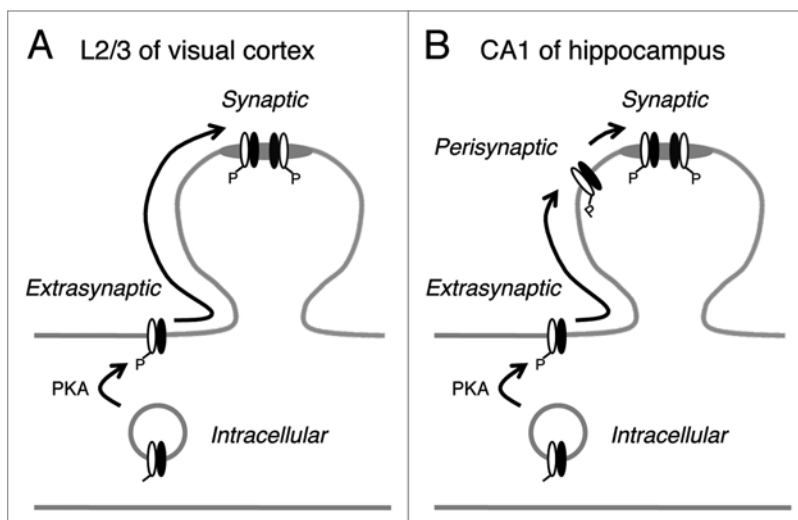 A L2/3 of visual cortex
Synaptic
P P
Extrasynaptic
P
PKA
Intracellular
B CA1 of hippocampus
Synaptic
Perisynaptic
P P
P
Extrasynaptic
P
PKA
Intracellular